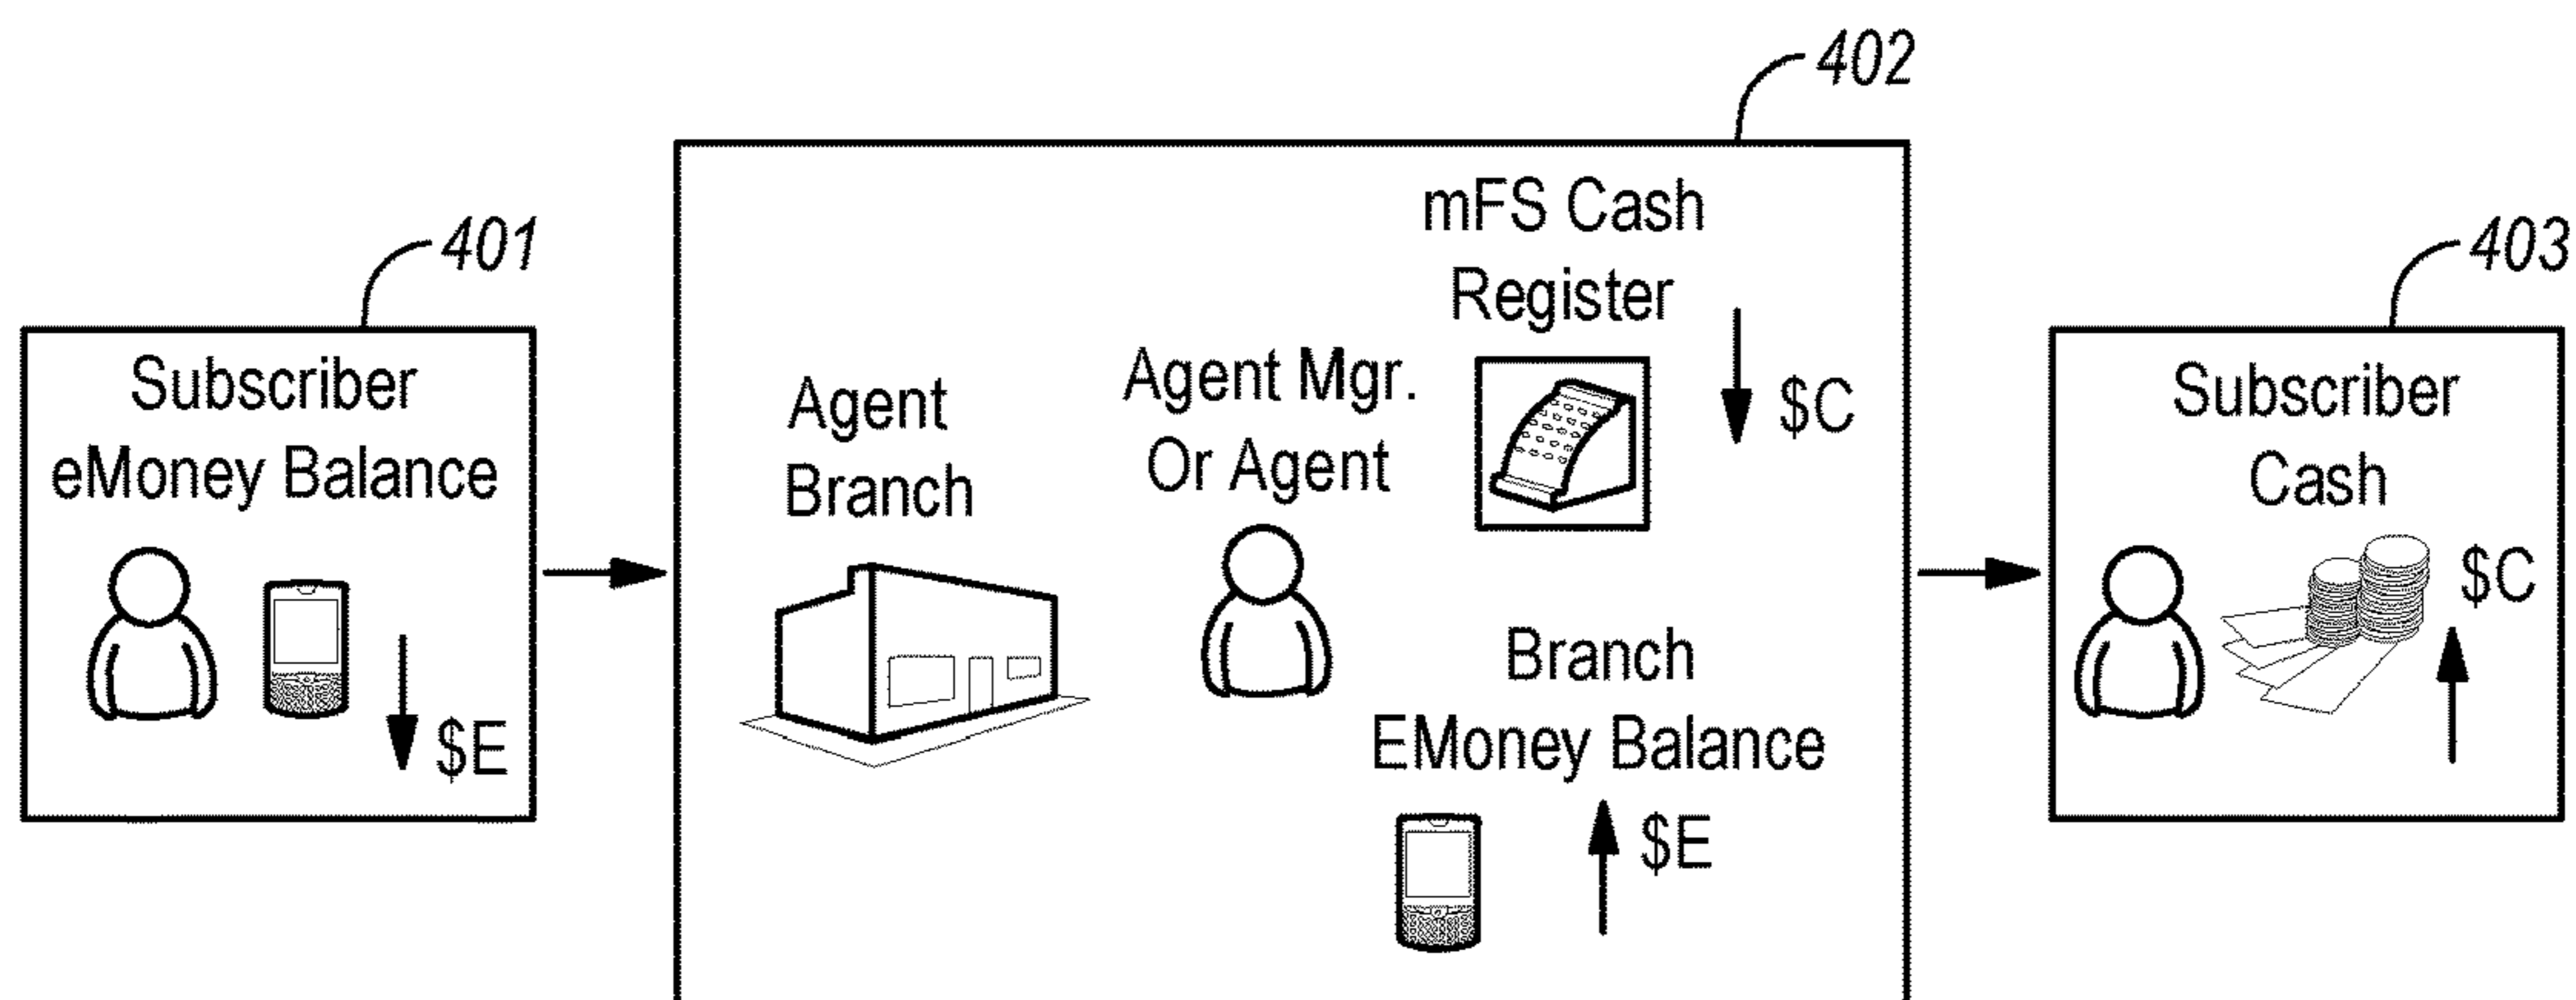 402
401
403
mFS Cash
Register
$C
Subscriber
eMoney Balance
$E
Agent
Branch
Agent Mgr.
Or Agent
Branch
EMoney Balance
$E
Subscriber
Cash
$C